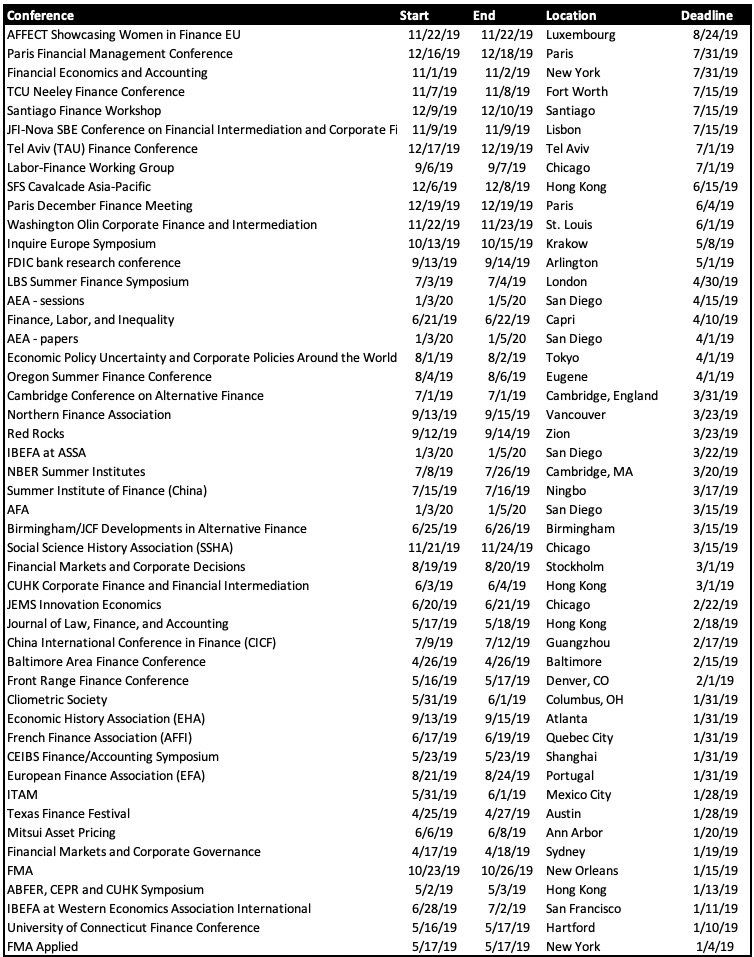 Conference Start End Location Deadline
AFFECT Showcasing Women in Finance EU 11/22/19 11/22/19 Luxembourg 8/24/19
Paris Financial Management Conference 12/16/19 12/18/19 Paris 7/31/19
Financial Economics and Accounting 11/1/19 11/2/19 New York 7/31/19
TCU Neeley Finance Conference 11/7/19 11/8/19 Fort Worth 7/15/19
Santiago Finance Workshop 12/9/19 12/10/19 Santiago 7/15/19
JFI-Nova SBE Conference on Financial Intermediation and Corporate Fi 11/9/19 11/9/19 Lisbon 7/15/19
Tel Aviv (TAU) Finance Conference 12/17/19 12/19/19 Tel Aviv 7/1/19
Labor-Finance Working Group 9/6/19 9/7/19 Chicago 7/1/19
SFS Cavalcade Asia-Pacific 12/6/19 12/8/19 Hong Kong 6/15/19
Paris December Finance Meeting 12/19/19 12/19/19 Paris 6/4/19
Washington Olin Corporate Finance and Intermediation 11/22/19 11/23/19 St. Louis 6/1/19
Inquire Europe Symposium 10/13/19 10/15/19 Krakow 5/8/19
FDIC bank research conference 9/13/19 9/14/19 Arlington 5/1/19
LBS Summer Finance Symposium 7/3/19 7/4/19 London 4/30/19
AEA - sessions 1/3/20 1/5/20 San Diego 4/15/19
Finance, Labor, and Inequality 6/21/19 6/22/19 Capri 4/10/19
AEA - papers 1/3/20 1/5/20 San Diego 4/1/19
Economic Policy Uncertainty and Corporate Policies Around the World 8/1/19 8/2/19 Tokyo 4/1/19
Oregon Summer Finance Conference 8/4/19 8/6/19 Eugene 4/1/19
Cambridge Conference on Alternative Finance 7/1/19 7/1/19 Cambridge, England 3/31/19
Northern Finance Association 9/13/19 9/15/19 Vancouver 3/23/19
Red Rocks 9/12/19 9/14/19 Zion 3/23/19
IBEFA at ASSA 1/3/20 1/5/20 San Diego 3/22/19
NBER Summer Institutes 7/8/19 7/26/19 Cambridge, MA 3/20/19
Summer Institute of Finance (China) 7/15/19 7/16/19 Ningbo 3/17/19
AFA 1/3/20 1/5/20 San Diego 3/15/19
Birmingham/JCF Developments in Alternative Finance 6/25/19 6/26/19 Birmingham 3/15/19
Social Science History Association (SSHA) 11/21/19 11/24/19 Chicago 3/15/19
Financial Markets and Corporate Decisions 8/19/19 8/20/19 Stockholm 3/1/19
CUHK Corporate Finance and Financial Intermediation 6/3/19 6/4/19 Hong Kong 3/1/19
JEMS Innovation Economics 6/20/19 6/21/19 Chicago 2/22/19
Journal of Law, Finance, and Accounting 5/17/19 5/18/19 Hong Kong 2/18/19
China International Conference in Finance (CICF) 7/9/19 7/12/19 Guangzhou 2/17/19
Baltimore Area Finance Conference 4/26/19 4/26/19 Baltimore 2/15/19
Front Range Finance Conference 5/16/19 5/17/19 Denver, CO 2/1/19
Cliometric Society 5/31/19 6/1/19 Columbus, OH 1/31/19
Economic History Association (EHA) 9/13/19 9/15/19 Atlanta 1/31/19
French Finance Association (AFFI) 6/17/19 6/19/19 Quebec City 1/31/19
CEIBS Finance/Accounting Symposium 5/23/19 5/23/19 Shanghai 1/31/19
European Finance Association (EFA) 8/21/19 8/24/19 Portugal 1/31/19
ITAM 5/31/19 6/1/19 Mexico City 1/28/19
Texas Finance Festival 4/25/19 4/27/19 Austin 1/28/19
Mitsui Asset Pricing 6/6/19 6/8/19 Ann Arbor 1/20/19
Financial Markets and Corporate Governance 4/17/19 4/18/19 Sydney 1/19/19
FMA 10/23/19 10/26/19 New Orleans 1/15/19
ABFER, CEPR and CUHK Symposium 5/2/19 5/3/19 Hong Kong 1/13/19
IBEFA at Western Economics Association International 6/28/19 7/2/19 San Francisco 1/11/19
University of Connecticut Finance Conference 5/16/19 5/17/19 Hartford 1/10/19
FMA Applied 5/17/19 5/17/19 New York 1/4/19